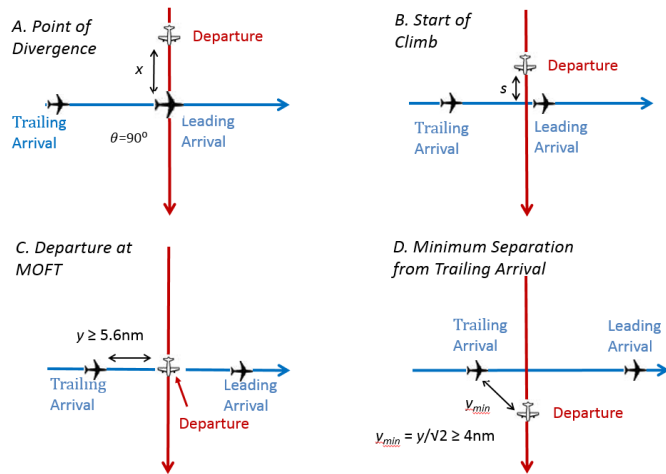 A. Point of
Divergence
Departure
x
Trailing
Arrival
θ=90º
Leading
Arrival
B. Start of
Climb
Departure
s
Trailing
Arrival
Leading
Arrival
C. Departure at
MOFT
y ≥ 5.6nm
Trailing
Arrival
Leading
Arrival
Departure
D. Minimum Separation
from Trailing Arrival
Trailing
Arrival
Leading
Arrival
ymin
Departure
ymin = y/√2 ≥ 4nm